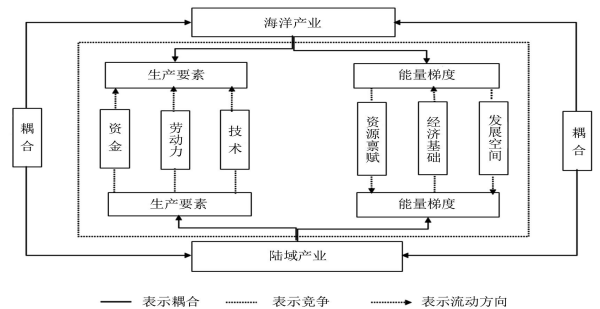 海洋产业
生产要素
能量梯度
耦合
资金
劳动力
技术
资源禀赋
经济基础
发展空间
耦合
生产要素
能量梯度
陆域产业
表示耦合
表示竞争
表示流动方向